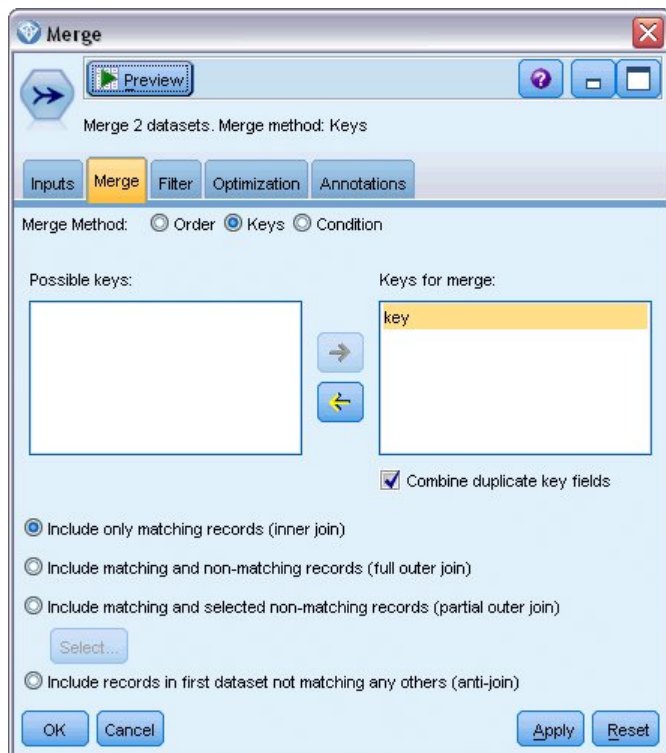 Merge
Preview
?
Merge 2 datasets. Merge method: Keys
Inputs Merge Filter Optimization Annotations
Merge Method: Order Keys Condition
Possible keys: Keys for merge:
key
Combine duplicate key fields
Include only matching records (inner join)
Include matching and non-matching records (full outer join)
Include matching and selected non-matching records (partial outer join)
Select...
Include records in first dataset not matching any others (anti-join)
OK Cancel Apply Reset